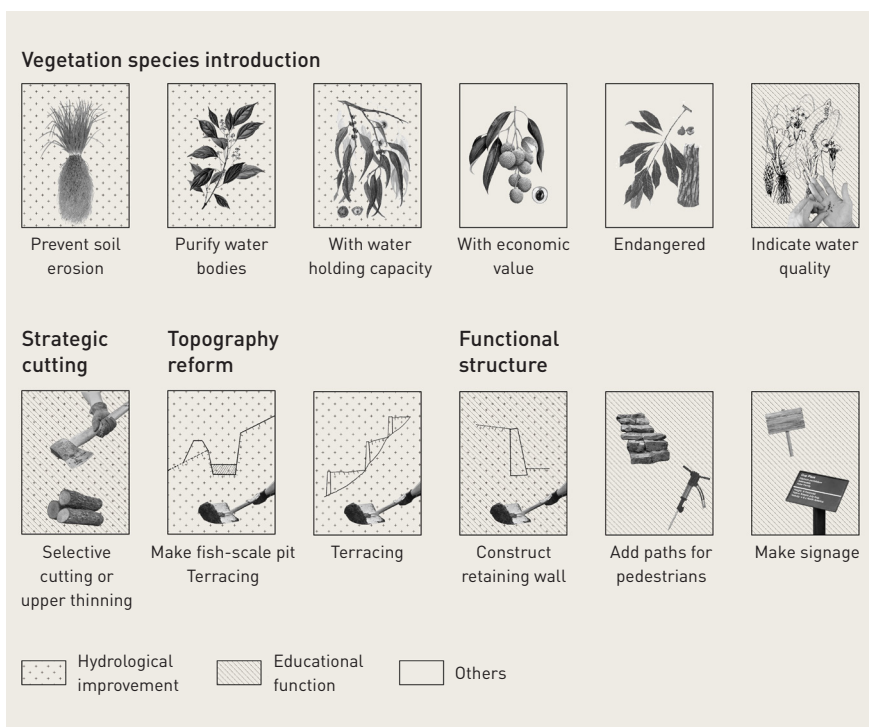 Vegetation species introduction
Prevent soil
erosion
Purify water
bodies
With water
holding capacity
With economic
value
Endangered
Indicate water
quality
Strategic
cutting
Topography
reform
Functional
structure
Selective
cutting or
upper thinning
Make fish-scale pit
Terracing
Terracing
Construct
retaining wall
Add paths for
pedestrians
Make signage
Hydrological
improvement
Educational
function
Others